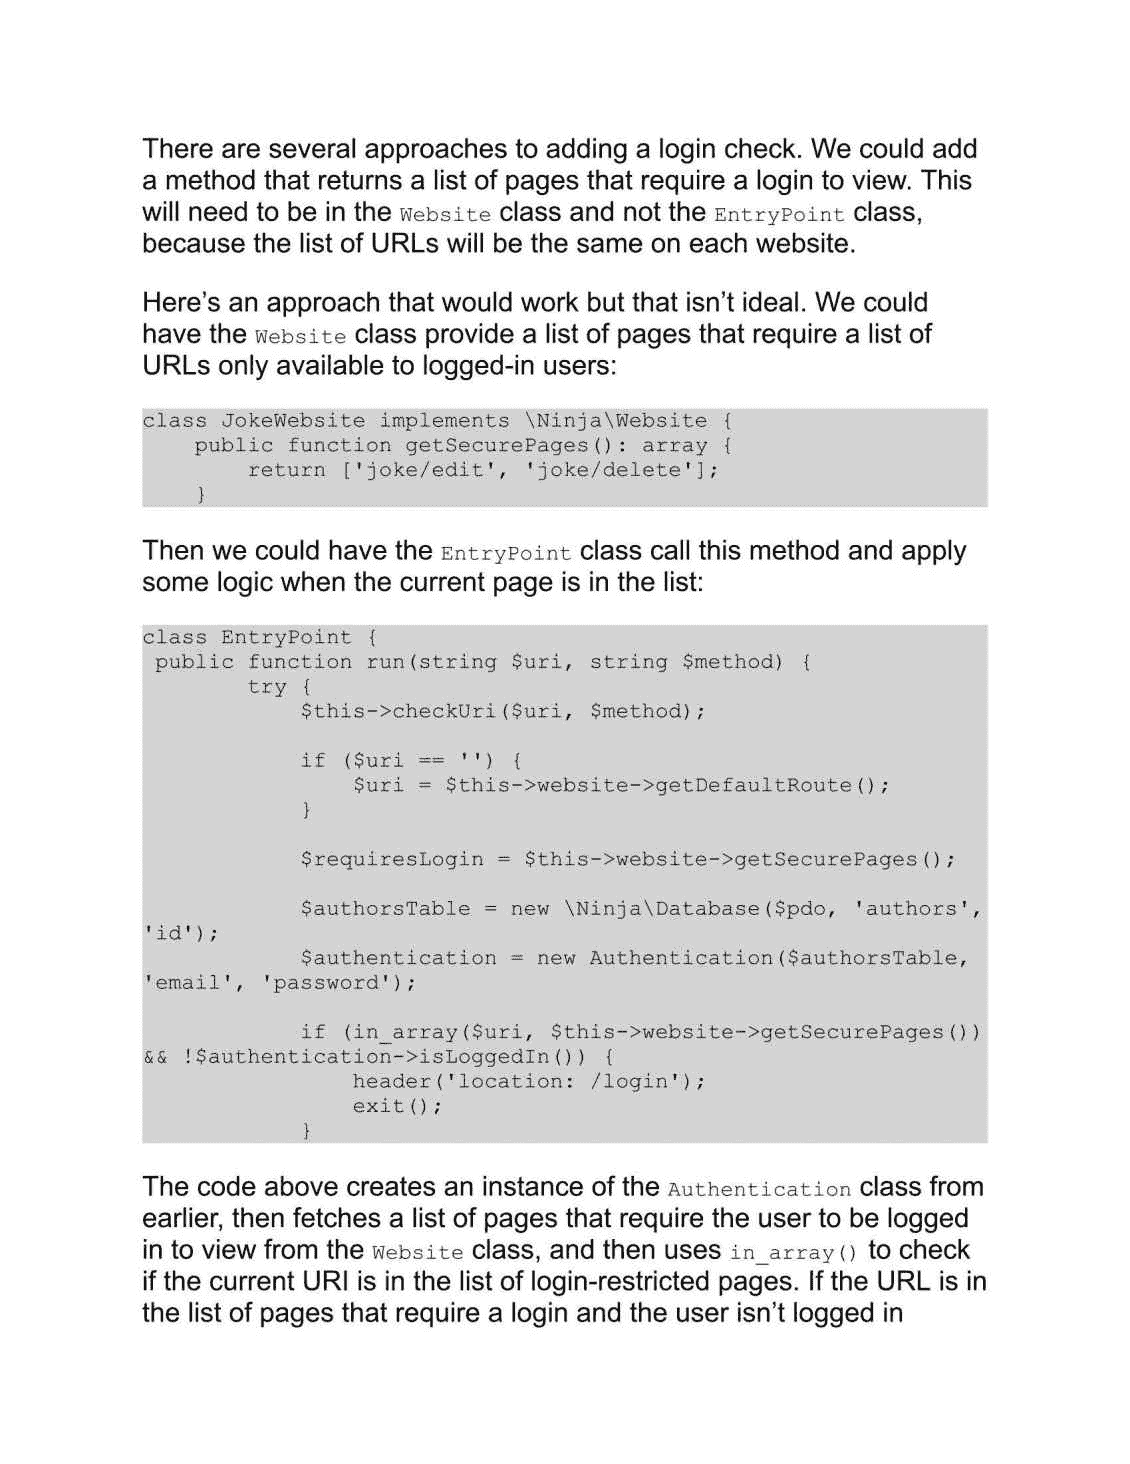 There are several approaches to adding a login check. We could add
a method that returns a list of pages that require a login to view. This
will need to be in the Website class and not the EntryPoint class,
because the list of URLs will be the same on each website.
Here’s an approach that would work but that isn’t ideal. We could
have the Website class provide a list of pages that require a list of
URLs only available to logged-in users:
class JokeWebsite implements \Ninja\Website {
    public function getSecurePages(): array {
        return ['joke/edit', 'joke/delete'];
    }
Then we could have the EntryPoint class call this method and apply
some logic when the current page is in the list:
class EntryPoint {
 public function run(string $uri, string $method) {
        try {
            $this->checkUri($uri, $method);
            if ($uri == '') {
                $uri = $this->website->getDefaultRoute();
            }
            $requiresLogin = $this->website->getSecurePages();
            $authorsTable = new \Ninja\Database($pdo, 'authors',
'id');
            $authentication = new Authentication($authorsTable,
'email', 'password');
            if (in_array($uri, $this->website->getSecurePages())
&& !$authentication->isLoggedIn()) {
                header('location: /login');
                exit();
            }
The code above creates an instance of the Authentication class from
earlier, then fetches a list of pages that require the user to be logged
in to view from the Website class, and then uses in_array() to check
if the current URI is in the list of login-restricted pages. If the URL is in
the list of pages that require a login and the user isn’t logged in